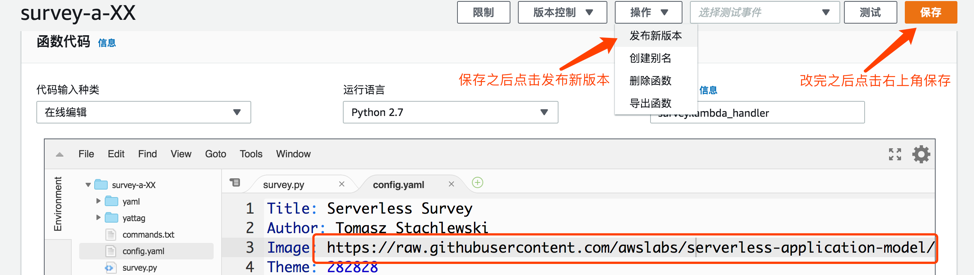 survey-a-XX
限制 版本控制 操作 选择测试事件 测试 保存
函数代码 信息
发布新版本
创建别名
删除函数
导出函数
保存之后点击发布新版本
改完之后点击右上角保存
代码输入种类
运行语言
信息
在线编辑
Python 2.7
survey.lambda_handler
File Edit Find View Goto Tools Window
Environment
survey-a-XX
yaml
yattag
commands.txt
config.yaml
survey.py
survey.py × config.yaml ×
1 Title: Serverless Survey
2 Author: Tomasz Stachlewski
3 Image: https://raw.githubusercontent.com/awslabs/serverless-application-model/
4 Theme: 282828